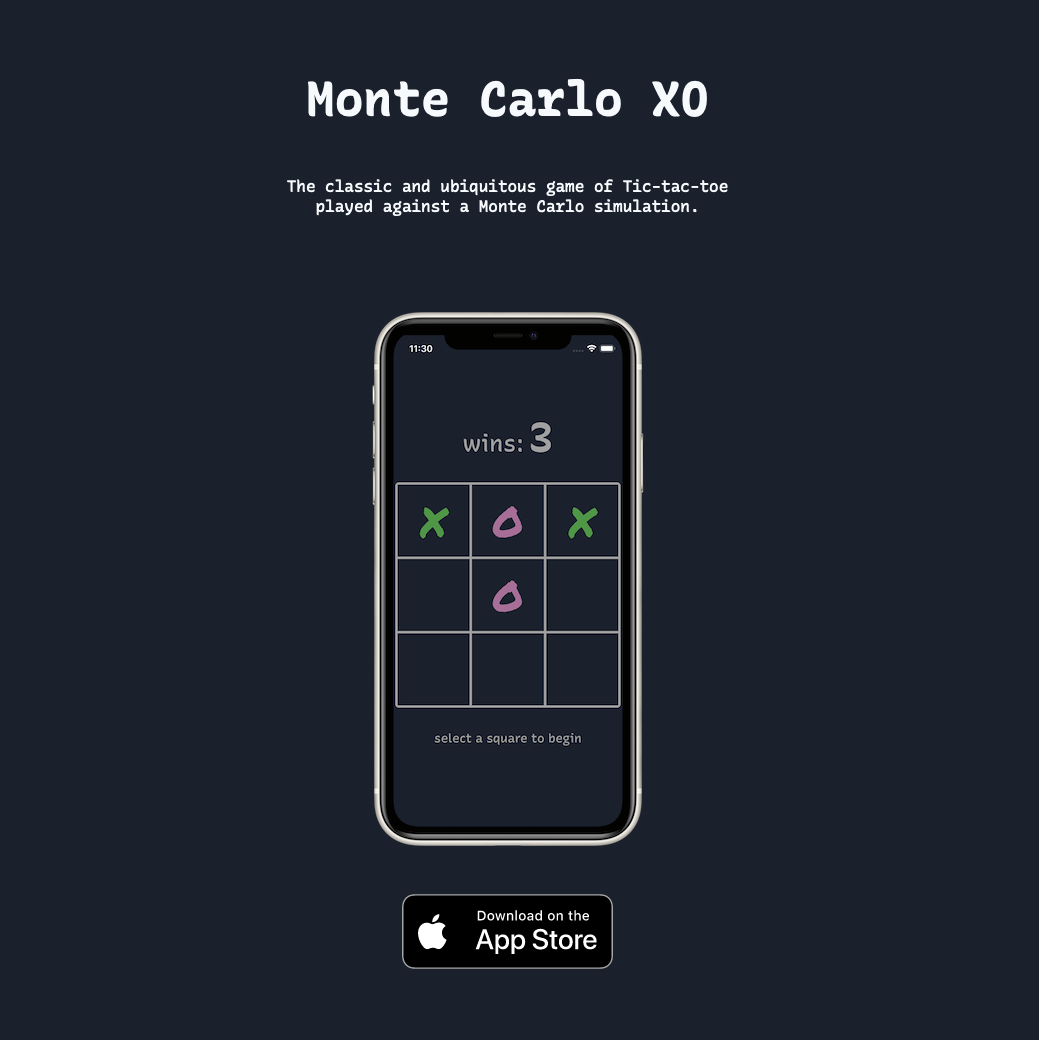 Monte Carlo XO
The classic and ubiquitous game of Tic-tac-toe
played against a Monte Carlo simulation.
11:30
wins: 3
X O X
O
select a square to begin
Download on the
App Store